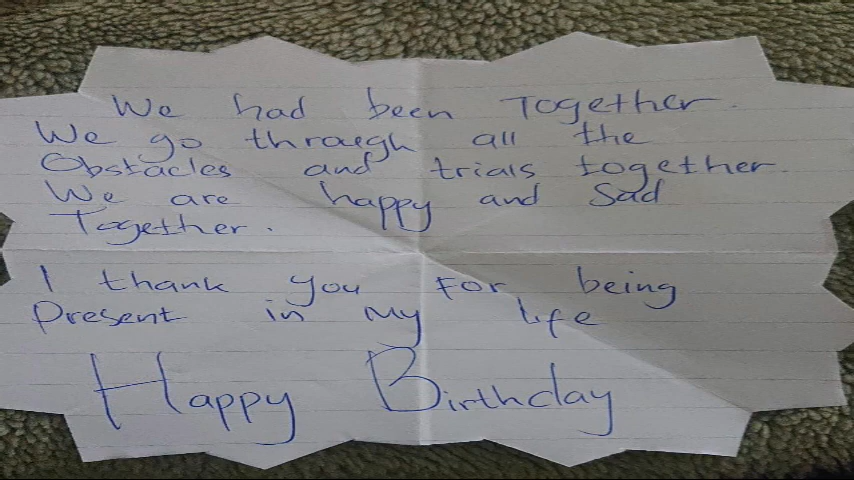 We had been Together.
We go through all the
Obstacles and trials together.
We are happy and Sad
Together.
I thank you For being
Present in my life
Happy Birthday